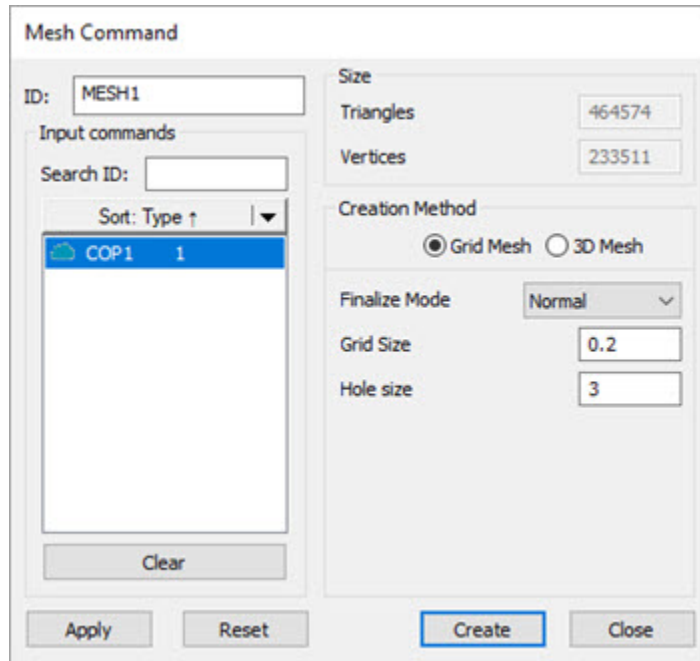 Mesh Command
ID: MESH1
Input commands
Search ID:
Sort: Type ↑
COP1 1
Clear
Size
Triangles 464574
Vertices 233511
Creation Method
Grid Mesh 3D Mesh
Finalize Mode Normal
Grid Size 0.2
Hole size 3
Apply Reset Create Close